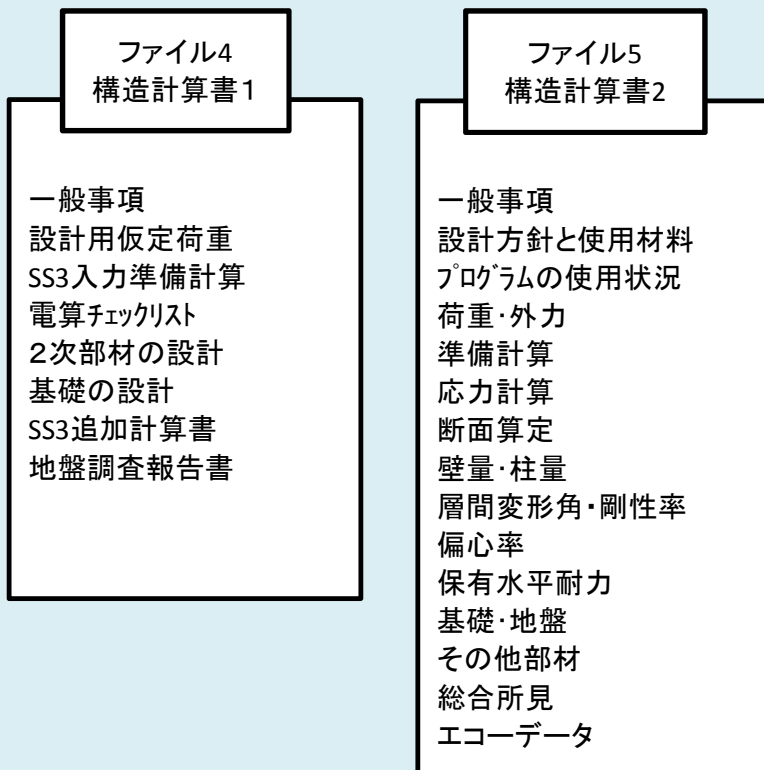 ファイル4
構造計算書１
一般事項
設計用仮定荷重
SS3入力準備計算
電算ﾁｪｯｸﾘｽﾄ
２次部材の設計
基礎の設計
SS3追加計算書
地盤調査報告書
ファイル5
構造計算書2
一般事項
設計方針と使用材料
ﾌﾟﾛｸﾞﾗﾑの使用状況
荷重･外力
準備計算
応力計算
断面算定
壁量･柱量
層間変形角・剛性率
偏心率
保有水平耐力
基礎･地盤
その他部材
総合所見
エコーデータ